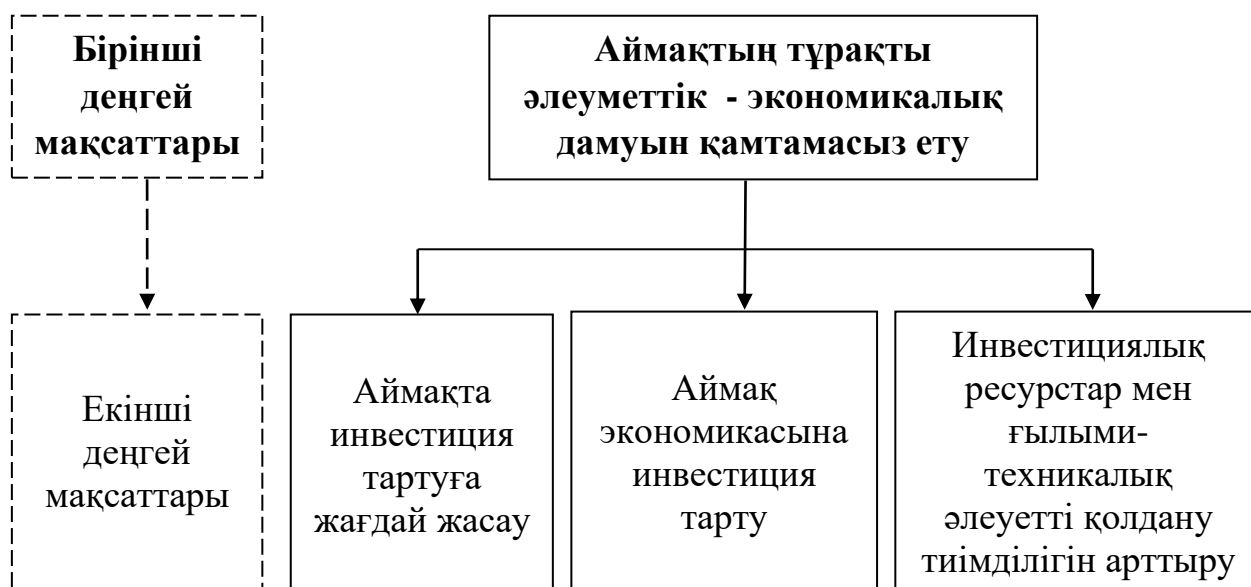 Бірінші
деңгей
мақсаттары
Аймақтың тұрақты
әлеуметтік - экономикалық
дамуын қамтамасыз ету
Екінші
деңгей
мақсаттары
Аймақта
инвестиция
тартуға
жағдай жасау
Аймақ
экономикасына
инвестиция
тарту
Инвестициялық
ресурстар мен
ғылыми-
техникалық
әлеуетті қолдану
тиімділігін арттыру